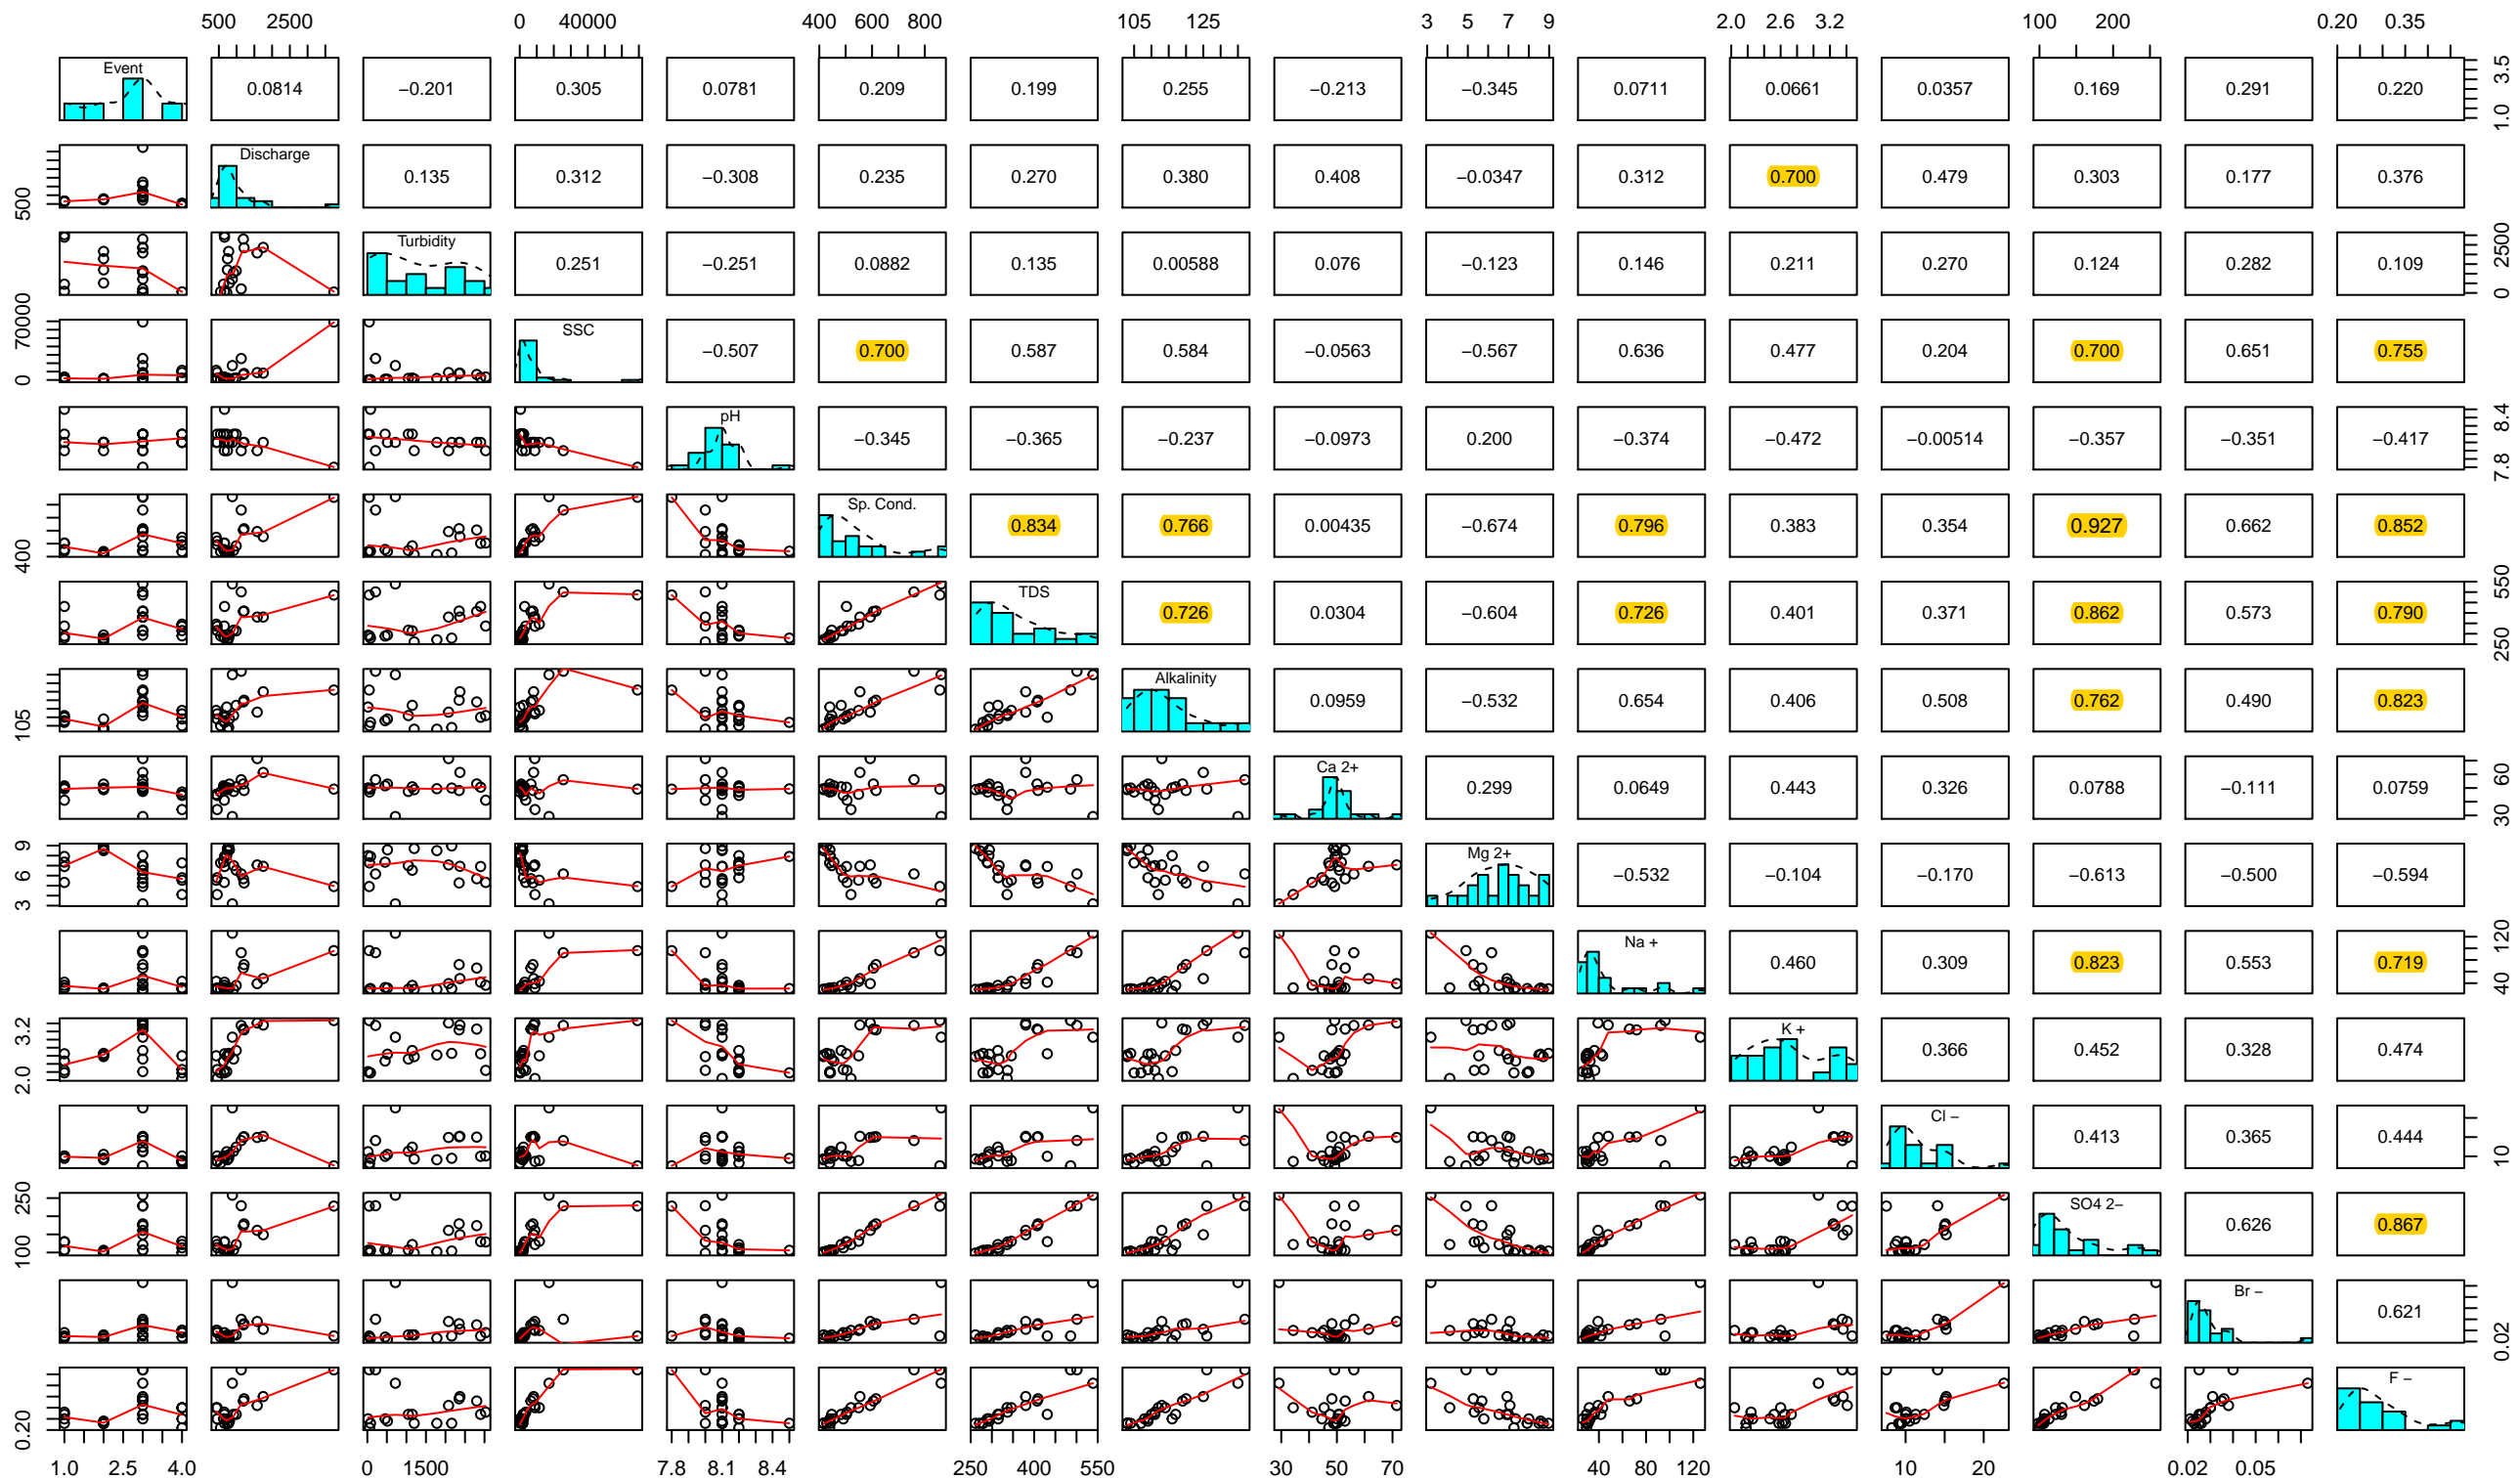 500 2500 0 40000 400 600 800 105 125 3 5 7 9 2.0 2.6 3.2 100 200 0.20 0.35
Event 0.0814 −0.201 0.305 0.0781 0.209 0.199 0.255 −0.213 −0.345 0.0711 0.0661 0.0357 0.169 0.291 0.220 1.0 3.5
500 Discharge 0.135 0.312 −0.308 0.235 0.270 0.380 0.408 −0.0347 0.312 0.700 0.479 0.303 0.177 0.376
Turbidity 0.251 −0.251 0.0882 0.135 0.00588 0.076 −0.123 0.146 0.211 0.270 0.124 0.282 0.109 0 2500
0 70000 SSC −0.507 0.700 0.587 0.584 −0.0563 −0.567 0.636 0.477 0.204 0.700 0.651 0.755
pH −0.345 −0.365 −0.237 −0.0973 0.200 −0.374 −0.472 −0.00514 −0.357 −0.351 −0.417 7.8 8.4
400 Sp. Cond. 0.834 0.766 0.00435 −0.674 0.796 0.383 0.354 0.927 0.662 0.852
TDS 0.726 0.0304 −0.604 0.726 0.401 0.371 0.862 0.573 0.790 250 550
105 Alkalinity 0.0959 −0.532 0.654 0.406 0.508 0.762 0.490 0.823
Ca 2+ 0.299 0.0649 0.443 0.326 0.0788 −0.111 0.0759 30 60
3 6 9 Mg 2+ −0.532 −0.104 −0.170 −0.613 −0.500 −0.594
Na + 0.460 0.309 0.823 0.553 0.719 40 120
2.0 3.2 K + 0.366 0.452 0.328 0.474
Cl − 0.413 0.365 0.444 10
100 250 SO4 2− 0.626 0.867
Br − 0.621 0.02
0.20 F −
1.0 2.5 4.0 0 1500 7.8 8.1 8.4 250 400 550 30 50 70 40 80 120 10 20 0.02 0.05